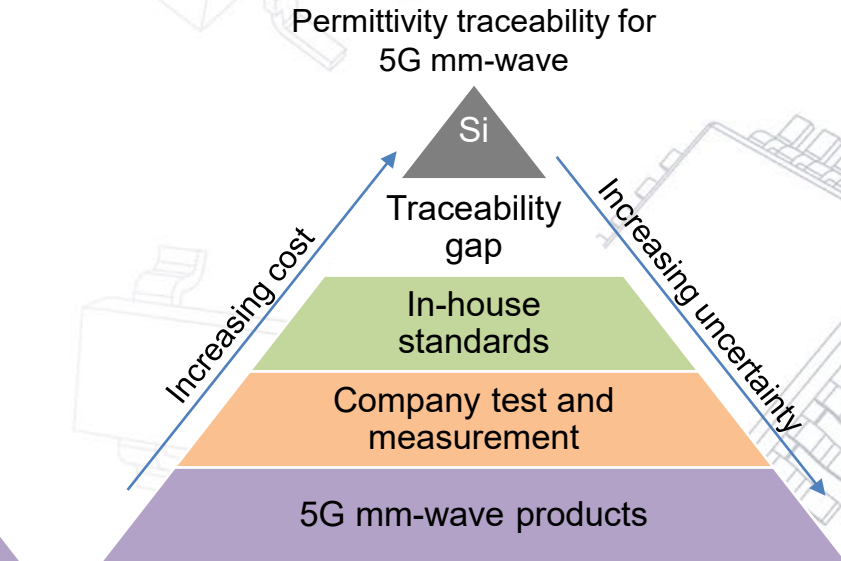 Permittivity traceability for
5G mm-wave
Si
Traceability
gap
Increasing cost
Increasing uncertainty
In-house
standards
Company test and
measurement
5G mm-wave products